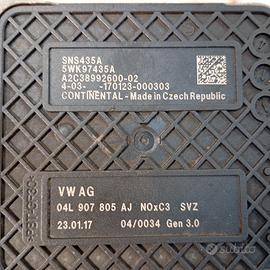 SNS435A
5WK97435A
A2C38992600-02
4-03- -170123-000303
CONTINENTAL - Made in Czech Republic
VW AG
04L 907 805 AJ NOxC3 SVZ
23.01.17 04/0034 Gen 3.0
subito